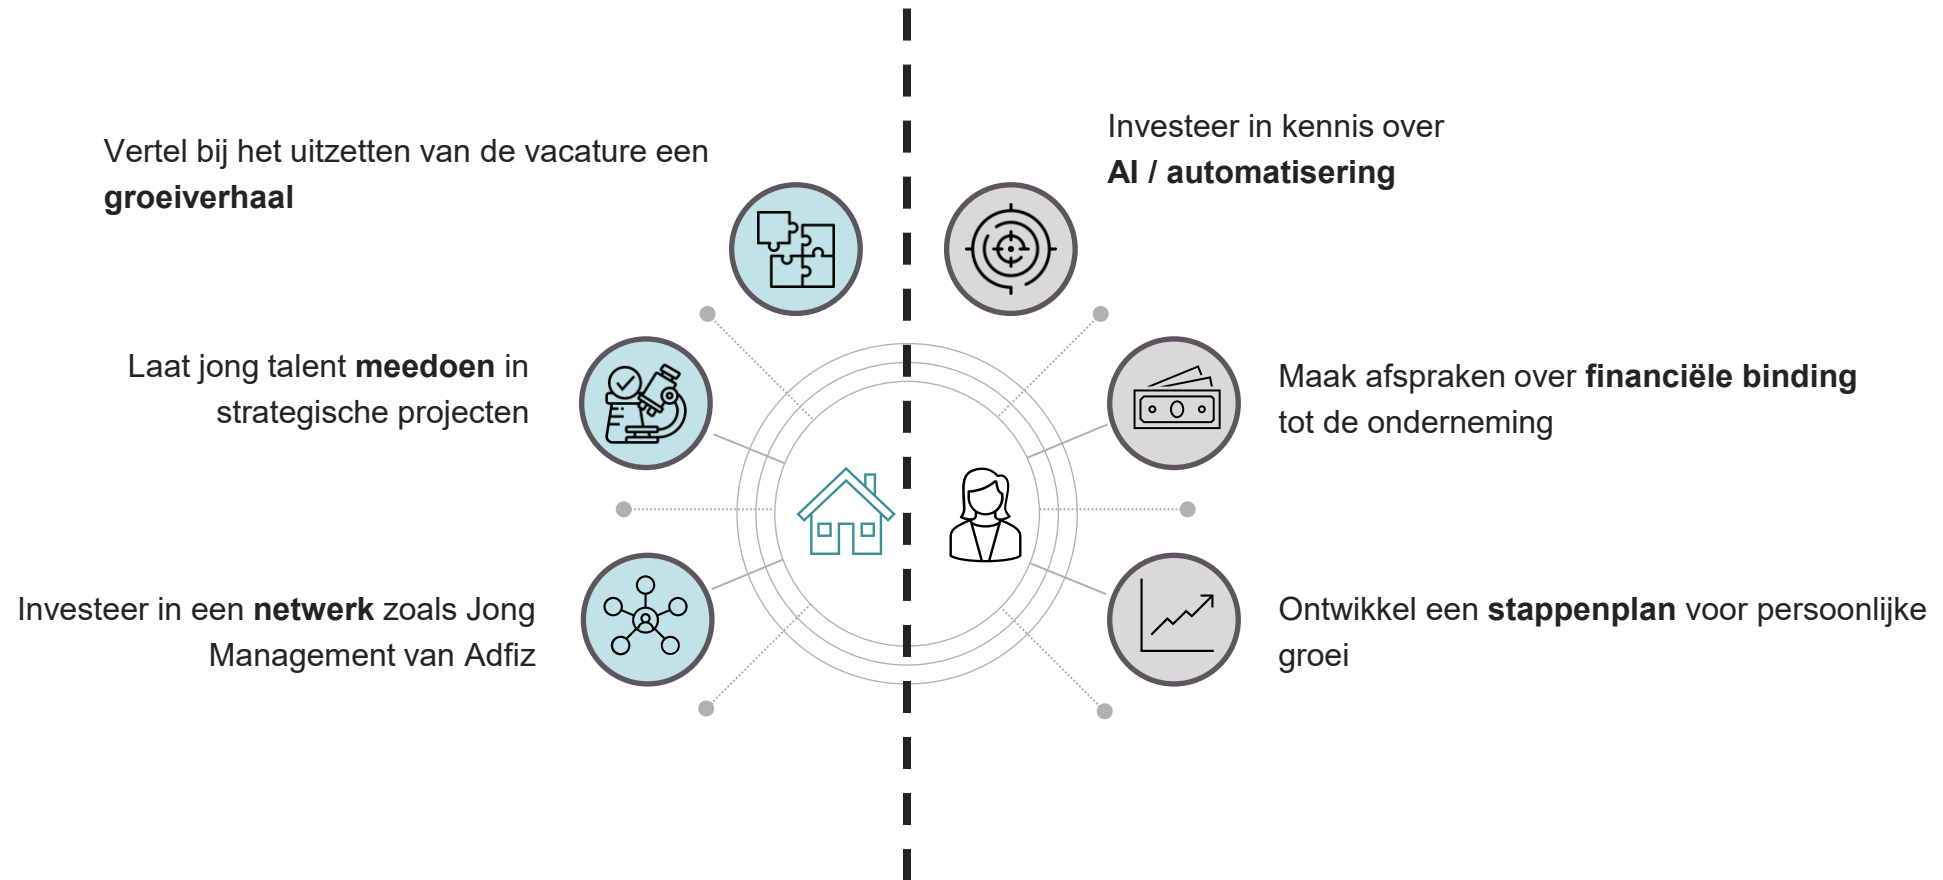 Vertel bij het uitzetten van de vacature een
groeiverhaal
Laat jong talent meedoen in
strategische projecten
Investeer in een netwerk zoals Jong
Management van Adfiz
Investeer in kennis over
AI / automatisering
Maak afspraken over financiële binding
tot de onderneming
Ontwikkel een stappenplan voor persoonlijke
groei